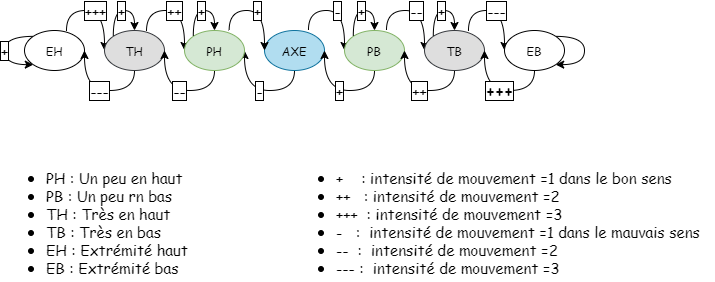 +++ + ++ + + - + -- ---
+ EH TH PH AXE PB TB EB
--- -- - + ++ +++
PH : Un peu en haut
PB : Un peu rn bas
TH : Très en haut
TB : Très en bas
EH : Extrémité haut
EB : Extrémité bas
+ : intensité de mouvement =1 dans le bon sens
++ : intensité de mouvement =2
+++ : intensité de mouvement =3
- : intensité de mouvement =1 dans le mauvais sens
-- : intensité de mouvement =2
--- : intensité de mouvement =3